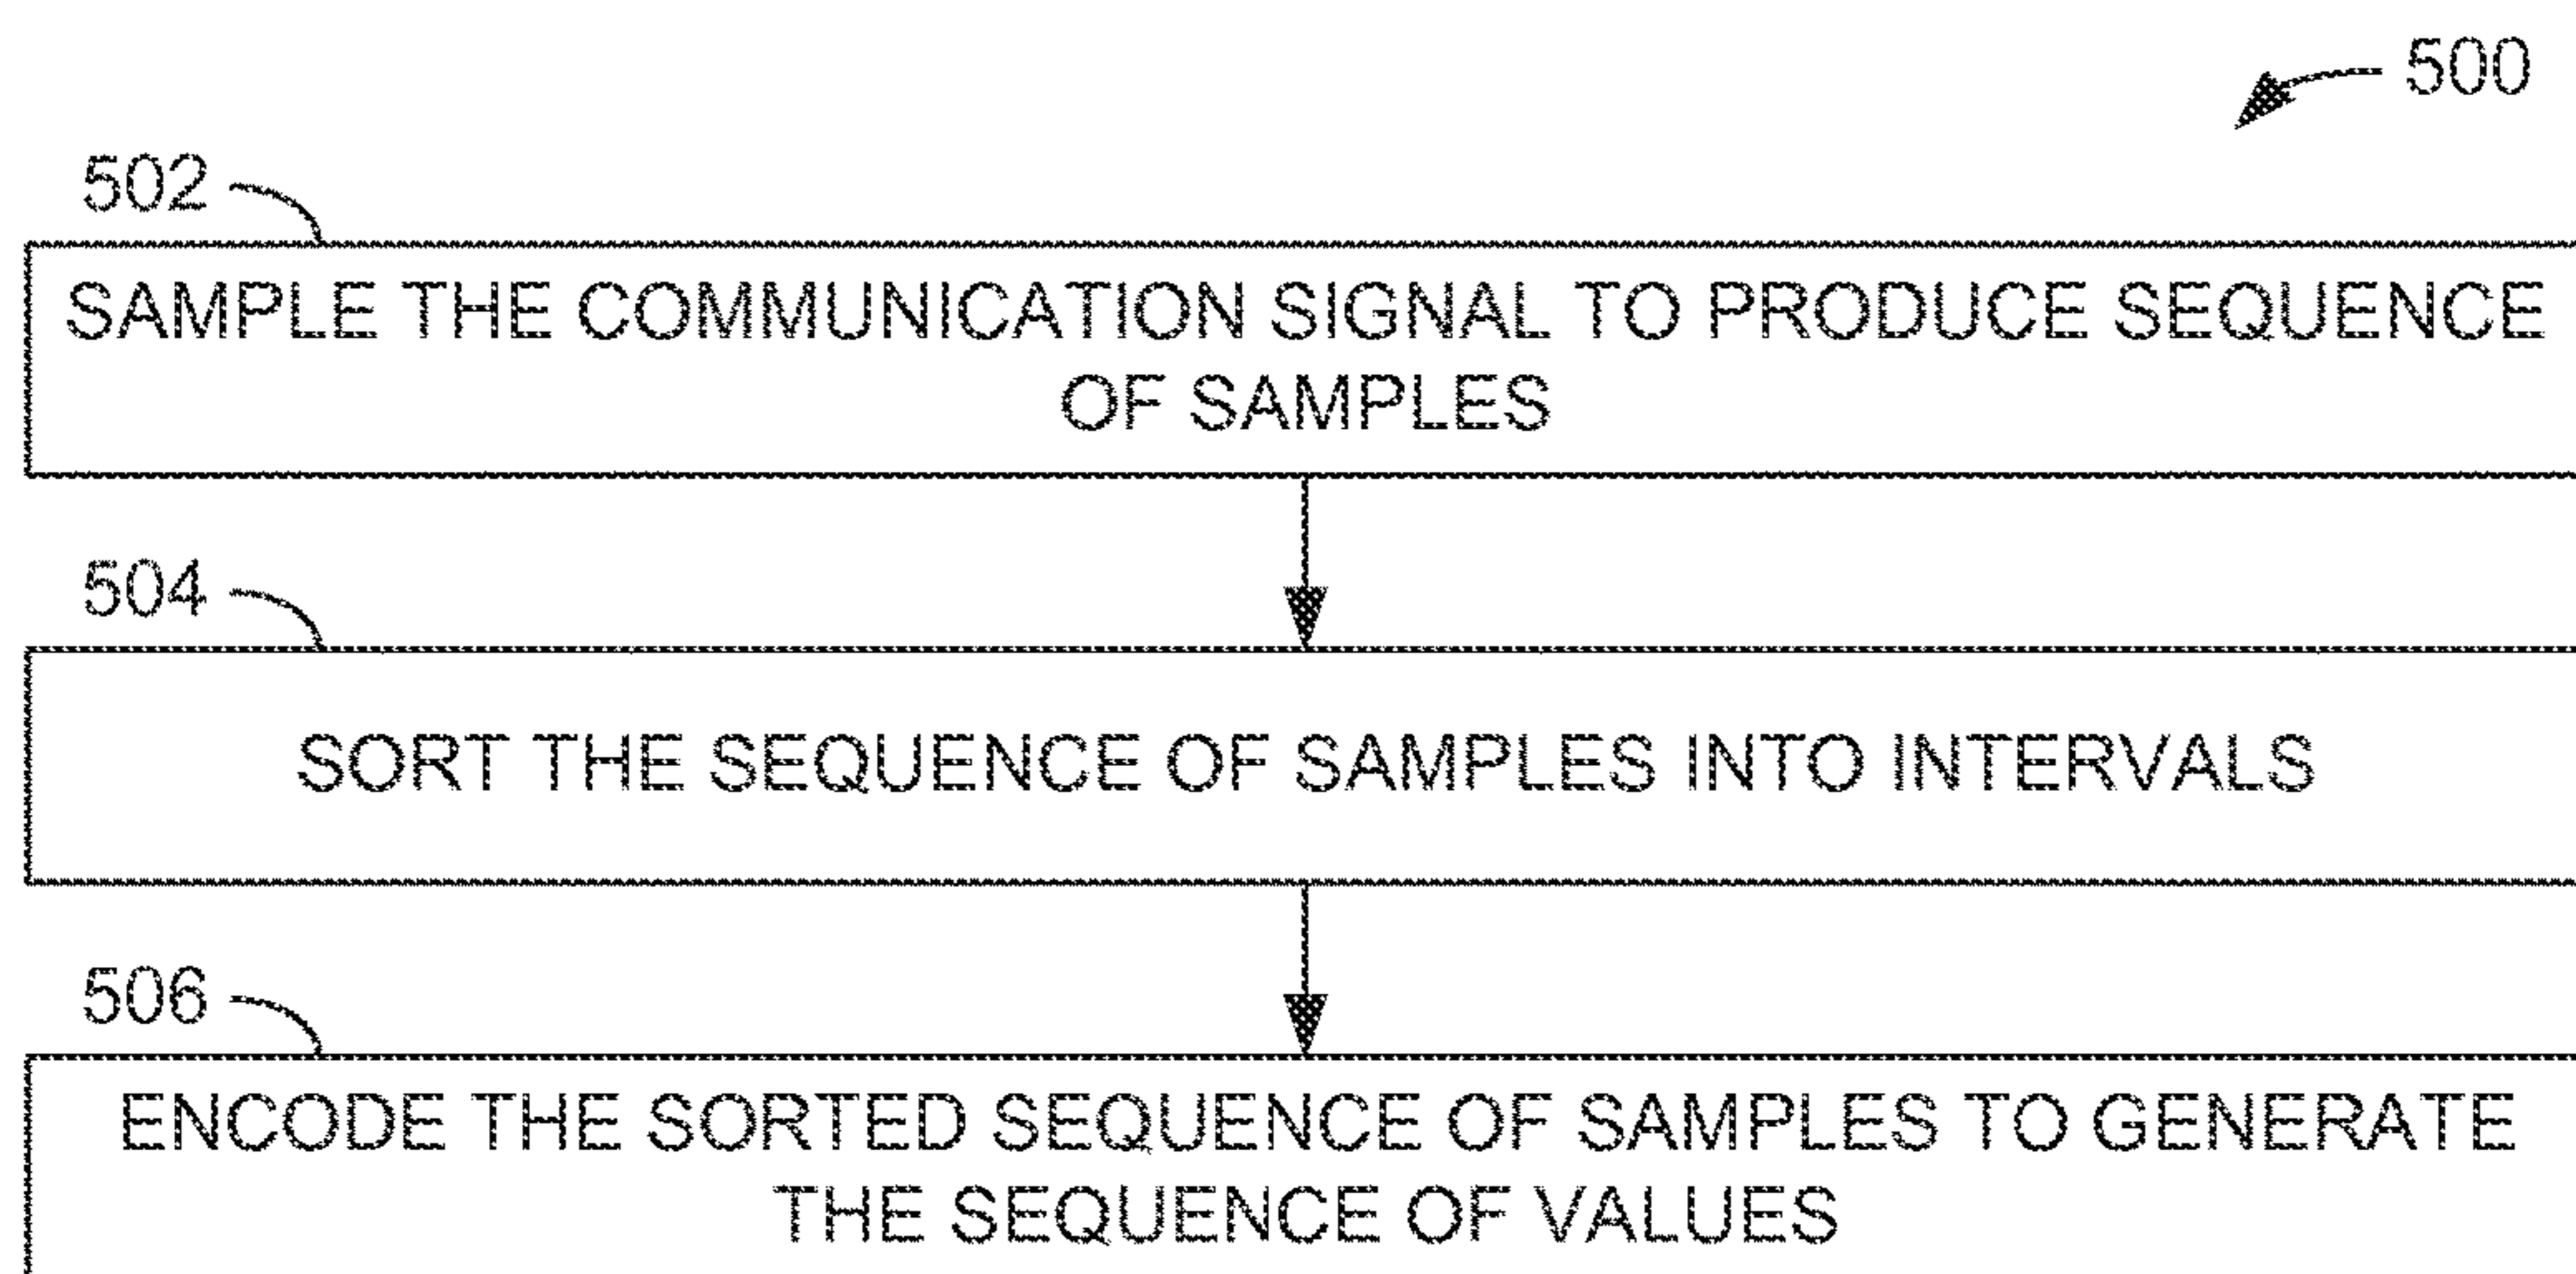 500
502
SAMPLE THE COMMUNICATION SIGNAL TO PRODUCE SEQUENCE
OF SAMPLES
504
SORT THE SEQUENCE OF SAMPLES INTO INTERVALS
506
ENCODE THE SORTED SEQUENCE OF SAMPLES TO GENERATE
THE SEQUENCE OF VALUES